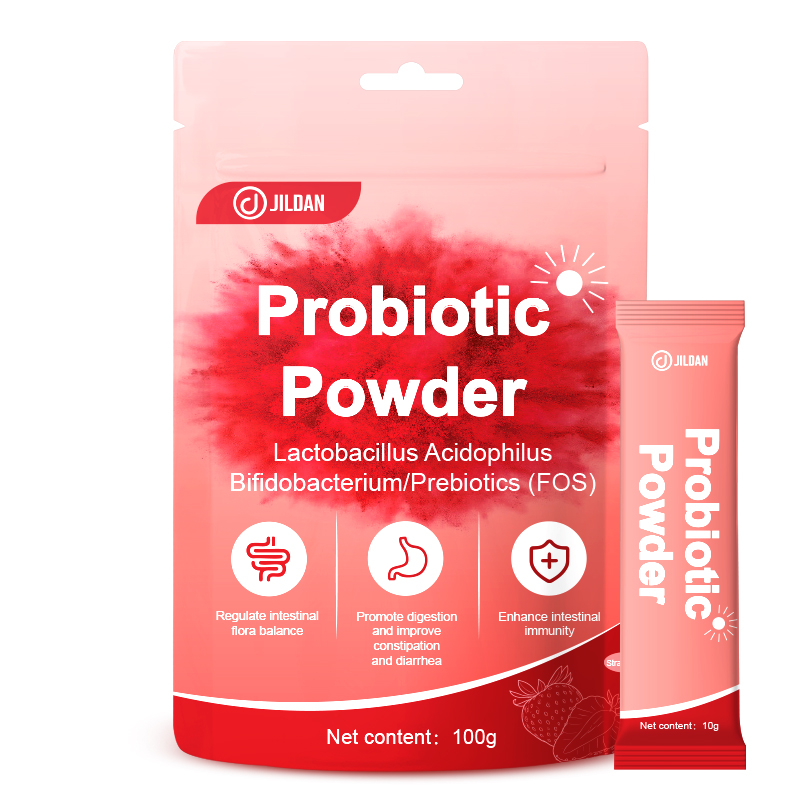 JILDAN
Probiotic
Powder
Lactobacillus Acidophilus
Bifidobacterium/Prebiotics (FOS)
Regulate intestinal
flora balance
Promote digestion
and improve
constipation
and diarrhea
Enhance intestinal
immunity
Net content：100g
JILDAN
Probiotic
Powder
Net content：10g